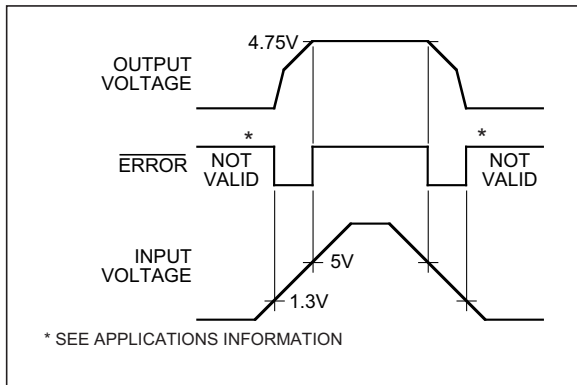 4.75V
OUTPUT
VOLTAGE
* *
ERROR
NOT
VALID
NOT
VALID
INPUT
VOLTAGE
5V
1.3V
* SEE APPLICATIONS INFORMATION